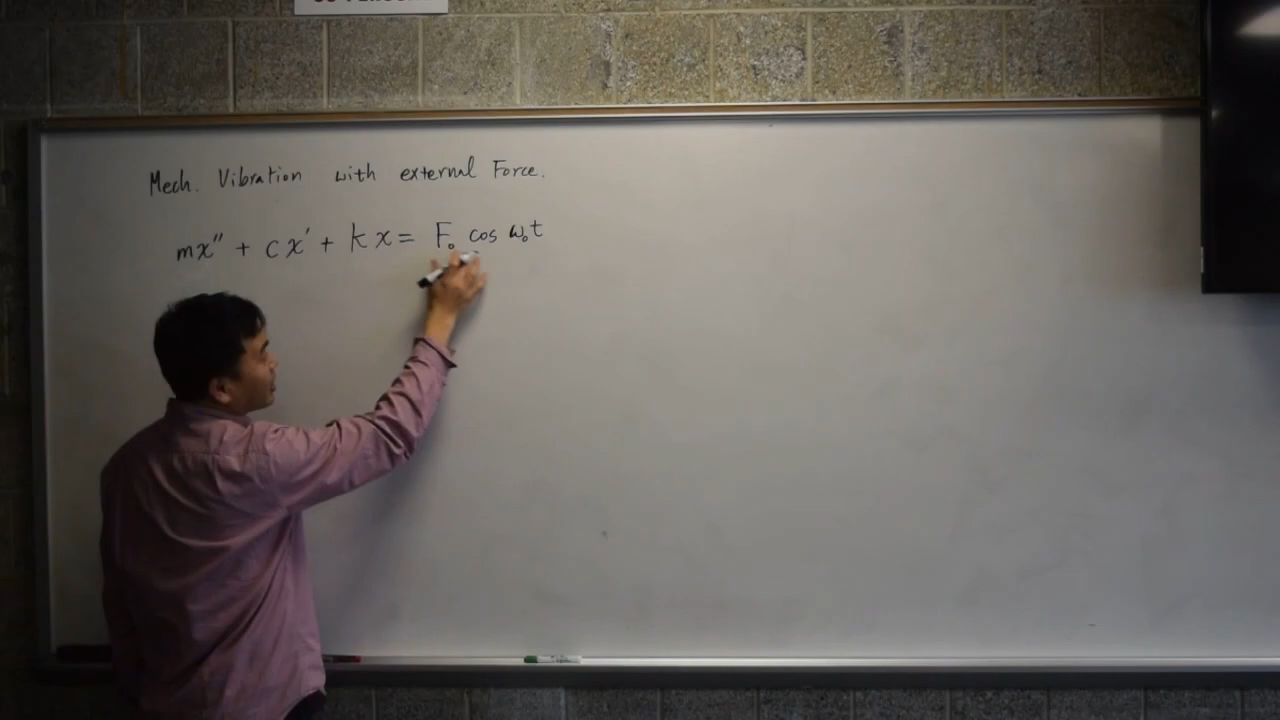 Mech. Vibration with external Force.
mx'' + cx' + kx = F₀ cos ω₀t